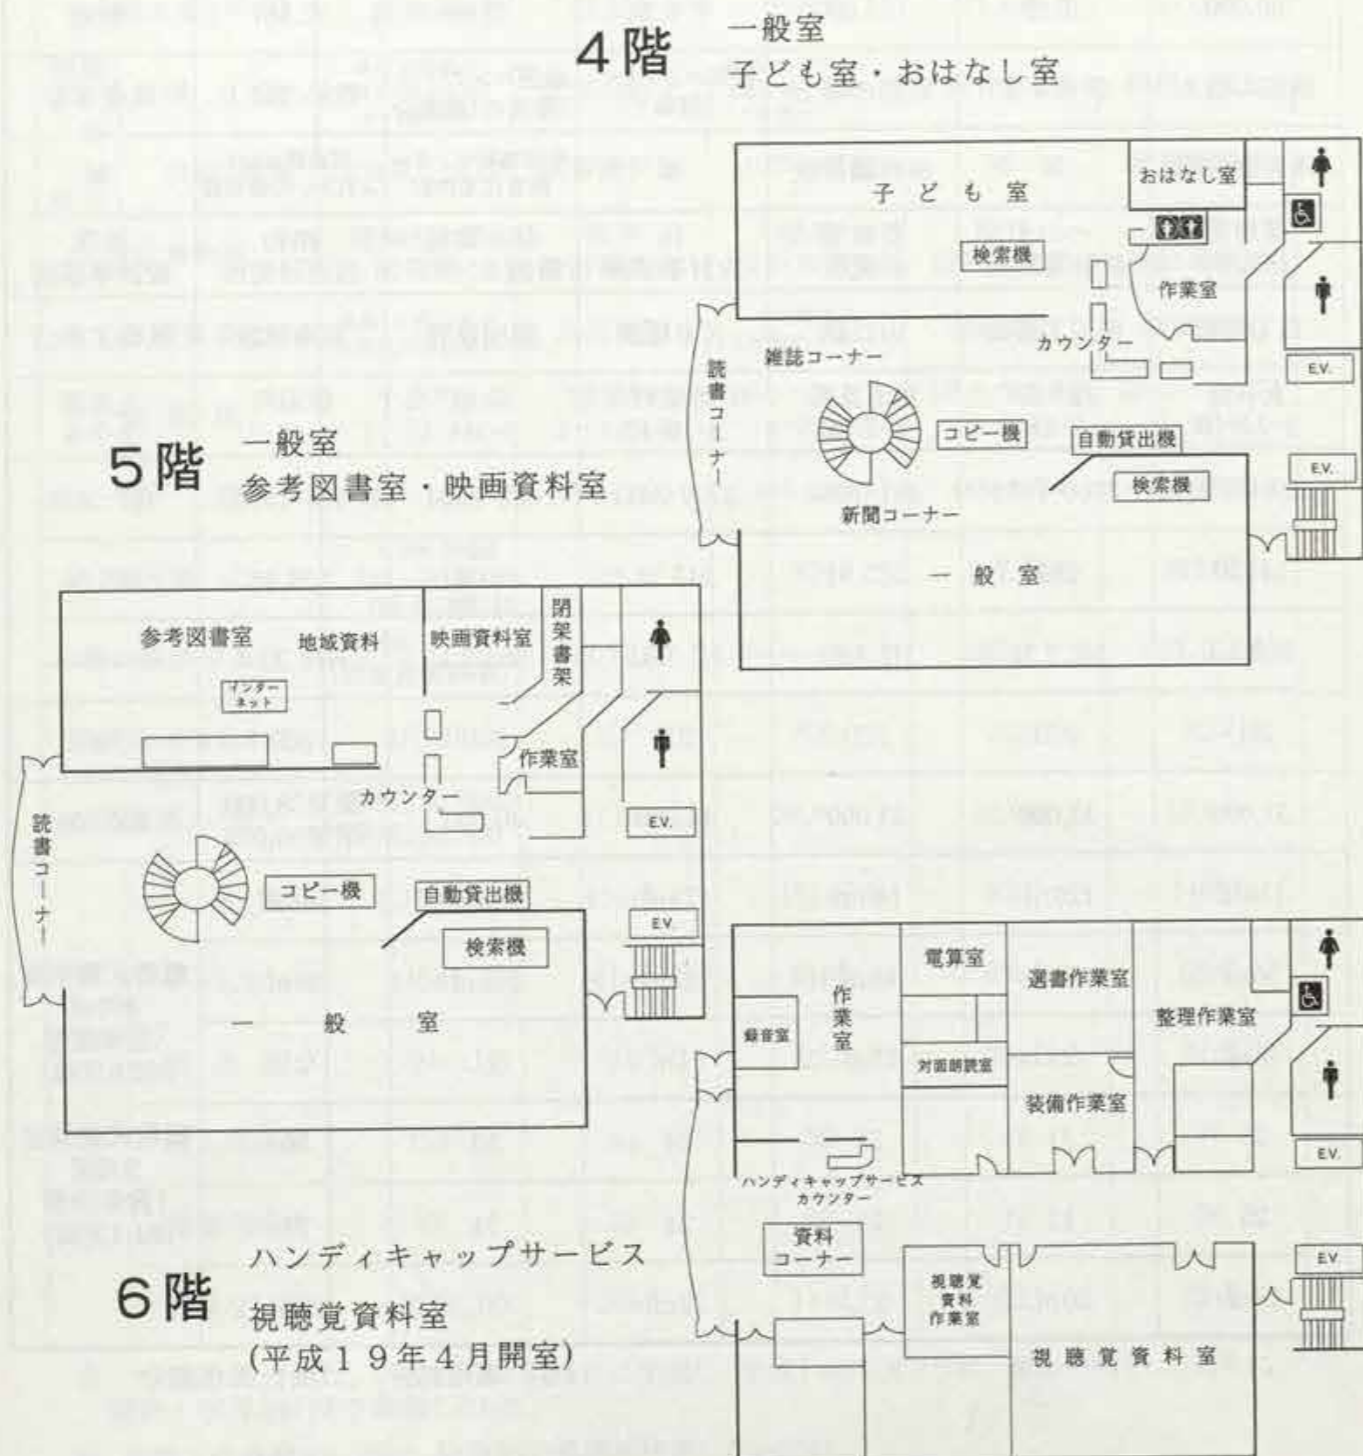 4階
一般室
子ども室・おはなし室
子ども室
おはなし室
検索機
作業室
カウンター
雑誌コーナー
読書コーナー
コピー機
自動貸出機
検索機
新聞コーナー
一般室
E.V.
E.V.
5階
一般室
参考図書室・映画資料室
参考図書室
地域資料
映画資料室
閉架書架
インターネット
作業室
カウンター
読書コーナー
コピー機
自動貸出機
検索機
一般室
E.V.
E.V.
6階
ハンディキャップサービス
視聴覚資料室
(平成19年4月開室)
作業室
電算室
選書作業室
整理作業室
録音室
対面朗読室
装備作業室
ハンディキャップサービス
カウンター
資料
コーナー
視聴覚
資料
作業室
視聴覚資料室
E.V.
E.V.